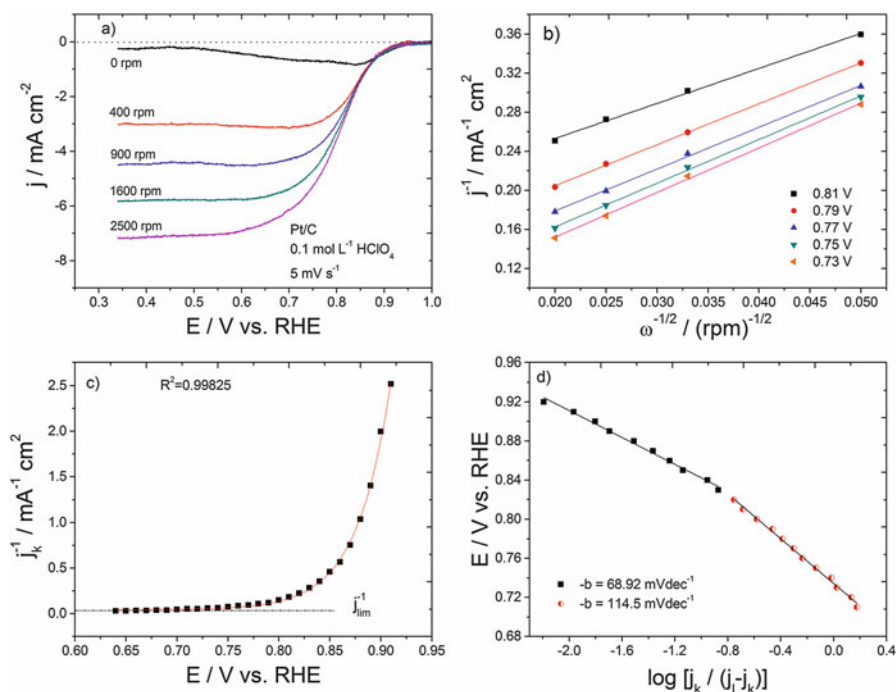 a)
0
-2
-4
-6
-8
0 rpm
400 rpm
900 rpm
1600 rpm
2500 rpm
Pt/C
0.1 mol L⁻¹ HClO₄
5 mV s⁻¹
j / mA cm⁻²
0.3 0.4 0.5 0.6 0.7 0.8 0.9 1.0
E / V vs. RHE
b)
0.36
0.32
0.28
0.24
0.20
0.16
0.12
j⁻¹ / mA⁻¹ cm²
0.81 V
0.79 V
0.77 V
0.75 V
0.73 V
0.020 0.025 0.030 0.035 0.040 0.045 0.050
ω⁻¹/² / (rpm)⁻¹/²
c)
R²=0.99825
2.5
2.0
1.5
1.0
0.5
0.0
jₖ⁻¹ / mA⁻¹ cm²
j⁻¹lim
0.60 0.65 0.70 0.75 0.80 0.85 0.90 0.95
E / V vs. RHE
d)
0.96
0.92
0.88
0.84
0.80
0.76
0.72
0.68
E / V vs. RHE
-b = 68.92 mVdec⁻¹
-b = 114.5 mVdec⁻¹
-2.0 -1.6 -1.2 -0.8 -0.4 0.0 0.4
log [jₖ / (jₗ-jₖ)]